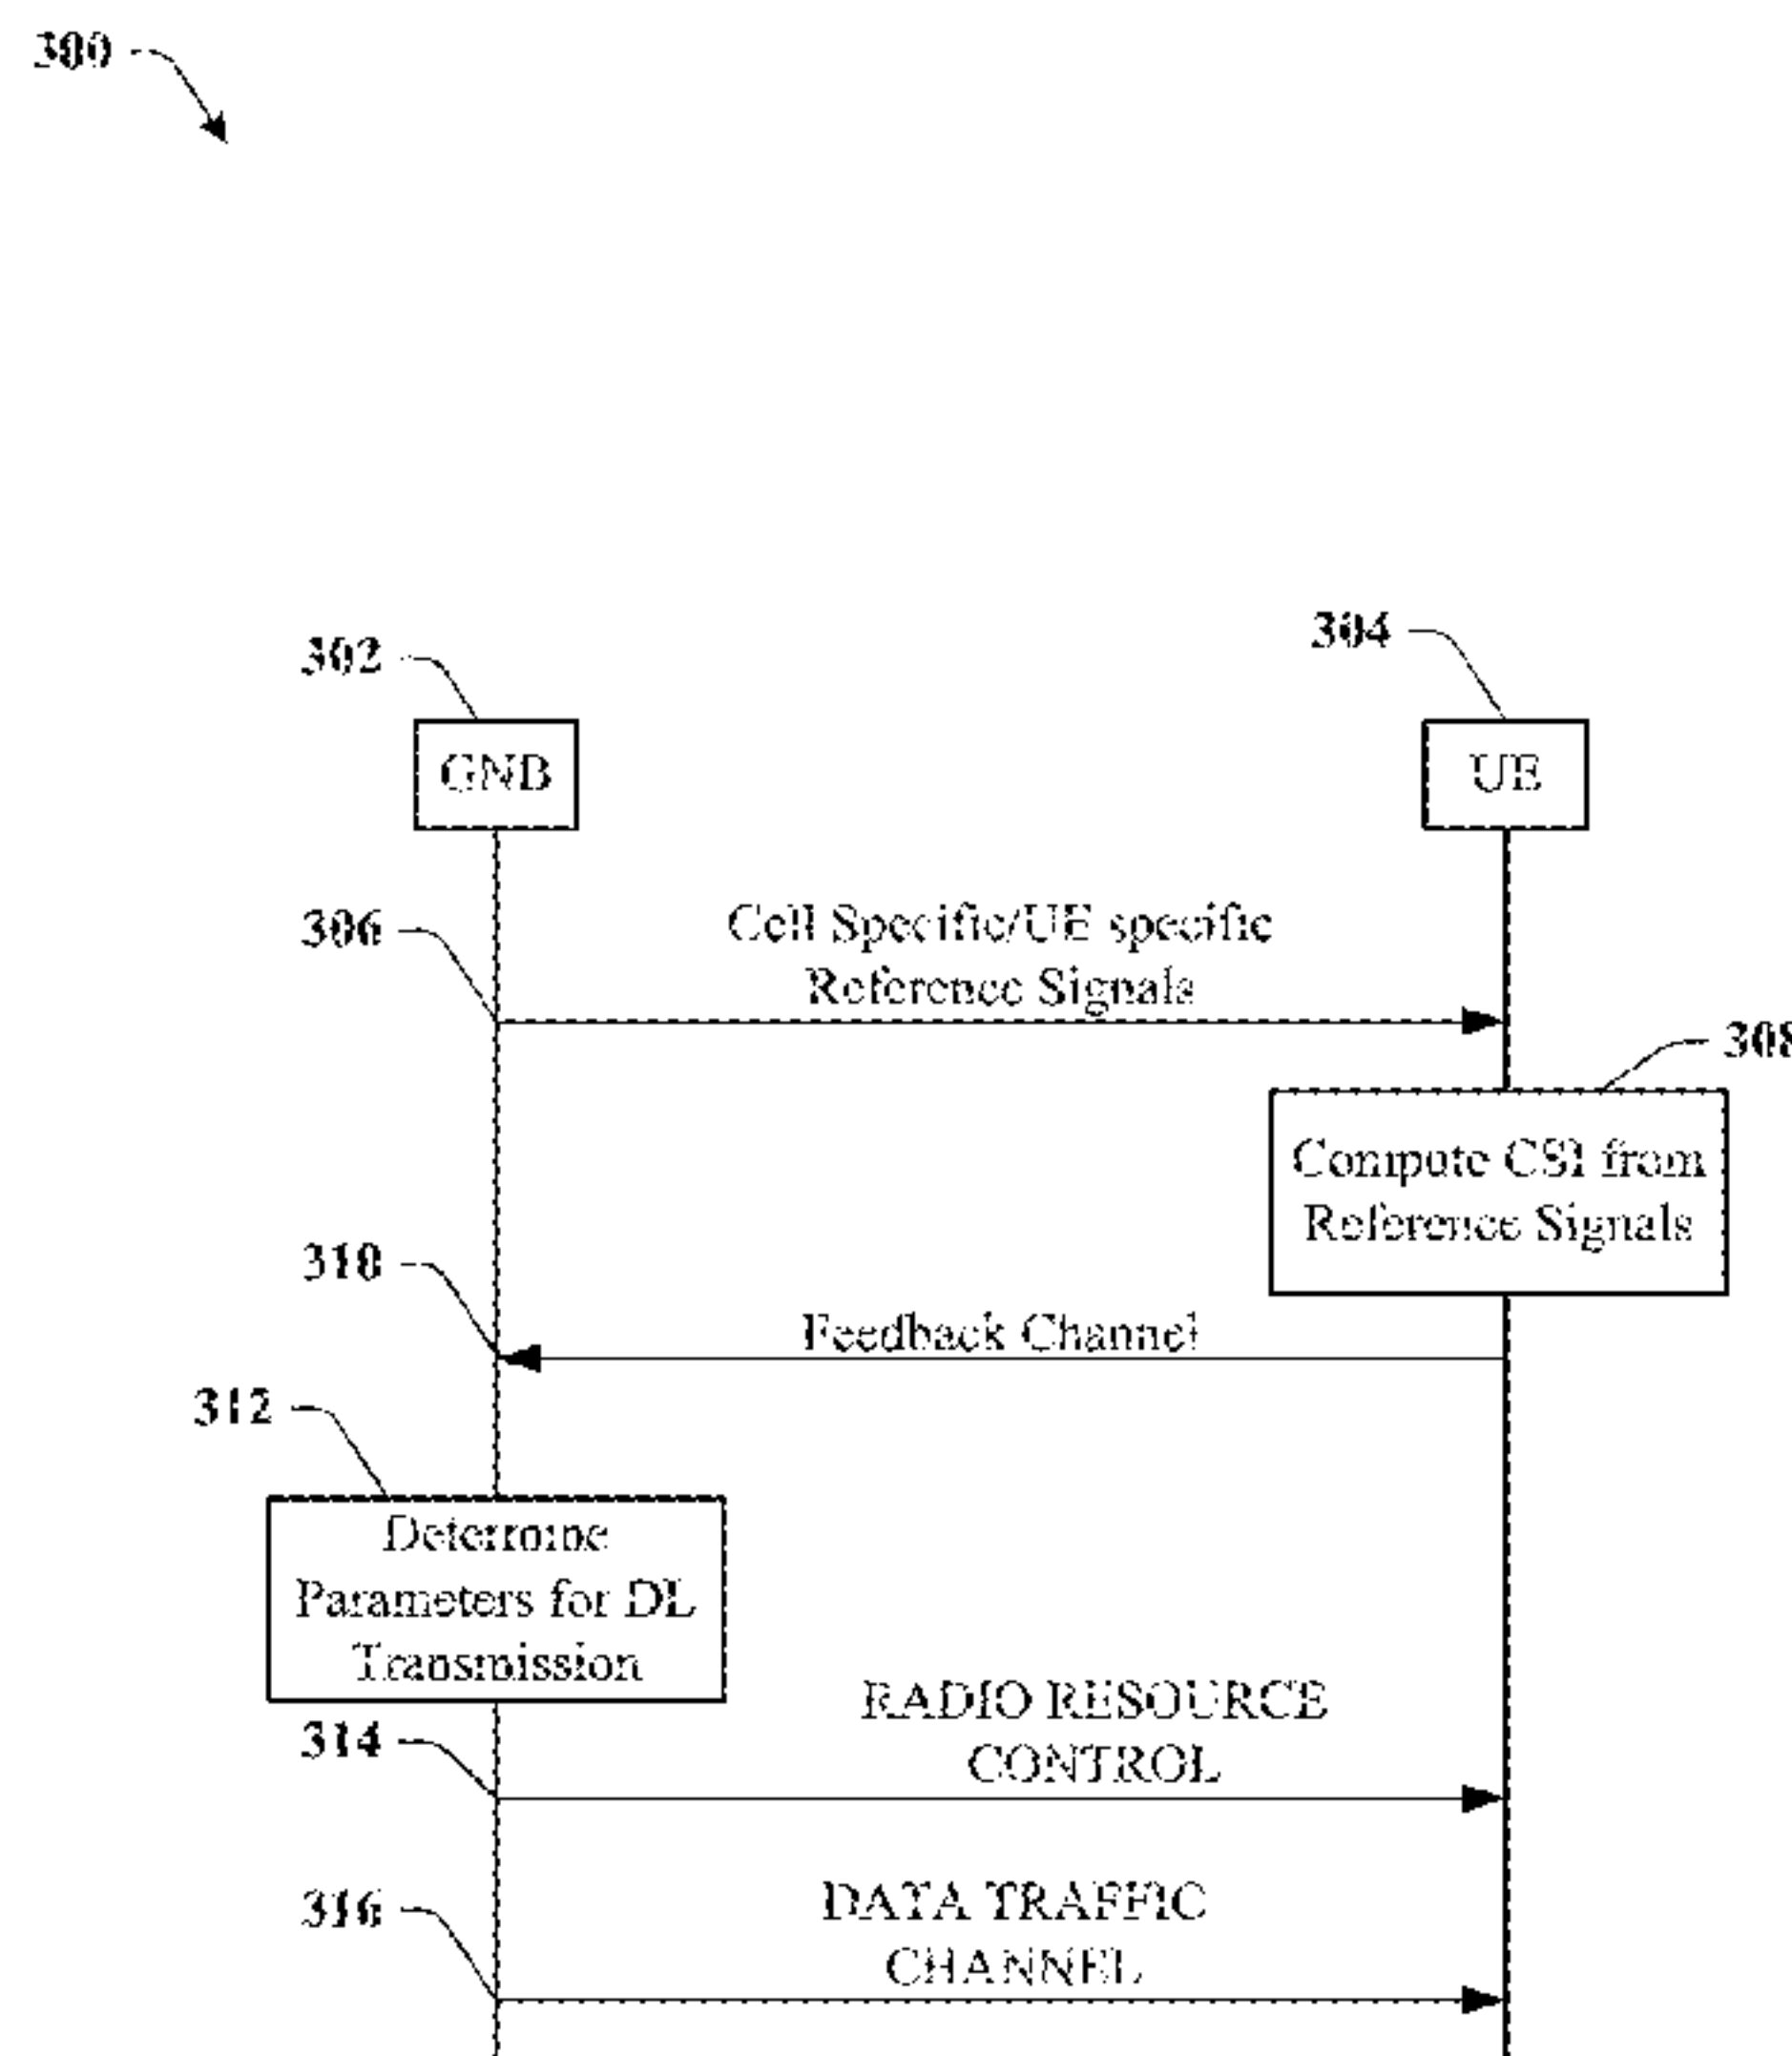 300
302
304
GNB
UE
306
Cell Specific/UE specific
Reference Signals
308
Compute CSI from
Reference Signals
310
Feedback Channel
312
Determine
Parameters for DL
Transmission
314
RADIO RESOURCE
CONTROL
316
DATA TRAFFIC
CHANNEL